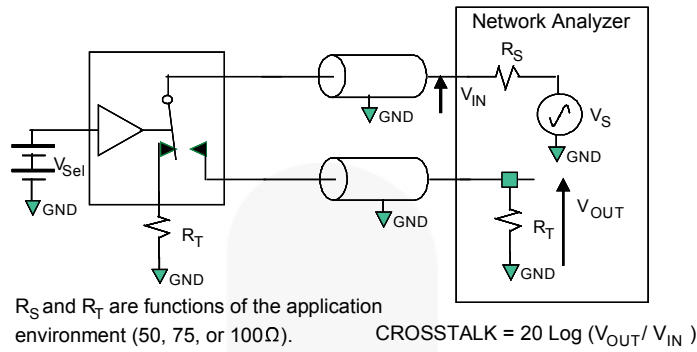 Network Analyzer
R_S
V_IN
GND
V_S
GND
V_Sel
GND
V_OUT
GND
R_T
R_T
GND
GND
R_S and R_T are functions of the application
environment (50, 75, or 100Ω).
CROSSTALK = 20 Log (V_OUT/ V_IN )